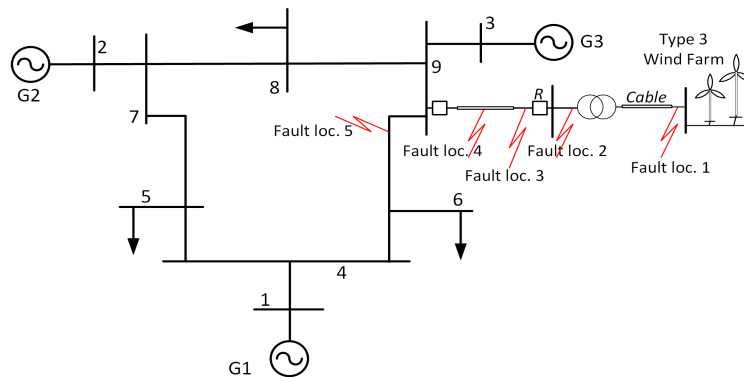 2
3
Type 3
Wind Farm
G3
G2
R
Cable
9
8
7
Fault loc. 5
Fault loc. 4
Fault loc. 2
Fault loc. 1
Fault loc. 3
5
6
4
1
G1